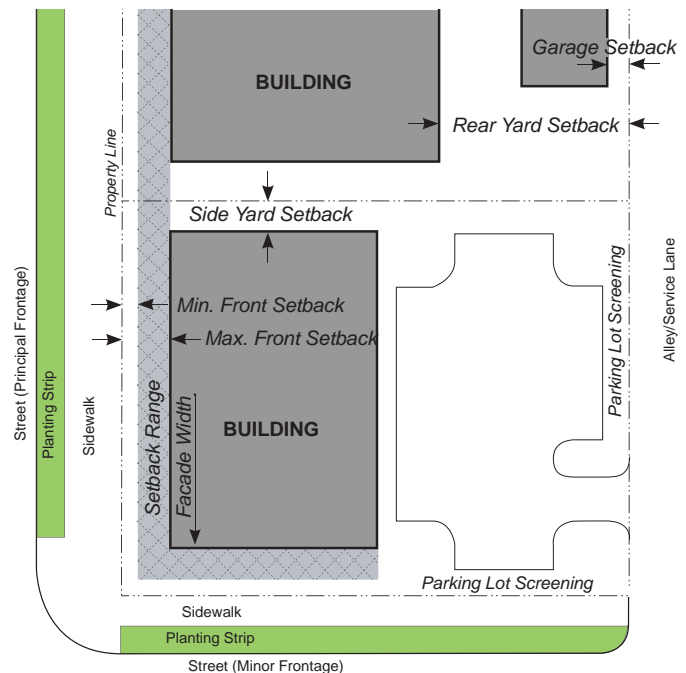 Garage Setback
BUILDING
Rear Yard Setback
Property Line
Side Yard Setback
Min. Front Setback
Max. Front Setback
Street (Principal Frontage)
Planting Strip
Sidewalk
Setback Range
Facade Width
BUILDING
Parking Lot Screening
Alley/Service Lane
Parking Lot Screening
Sidewalk
Planting Strip
Street (Minor Frontage)